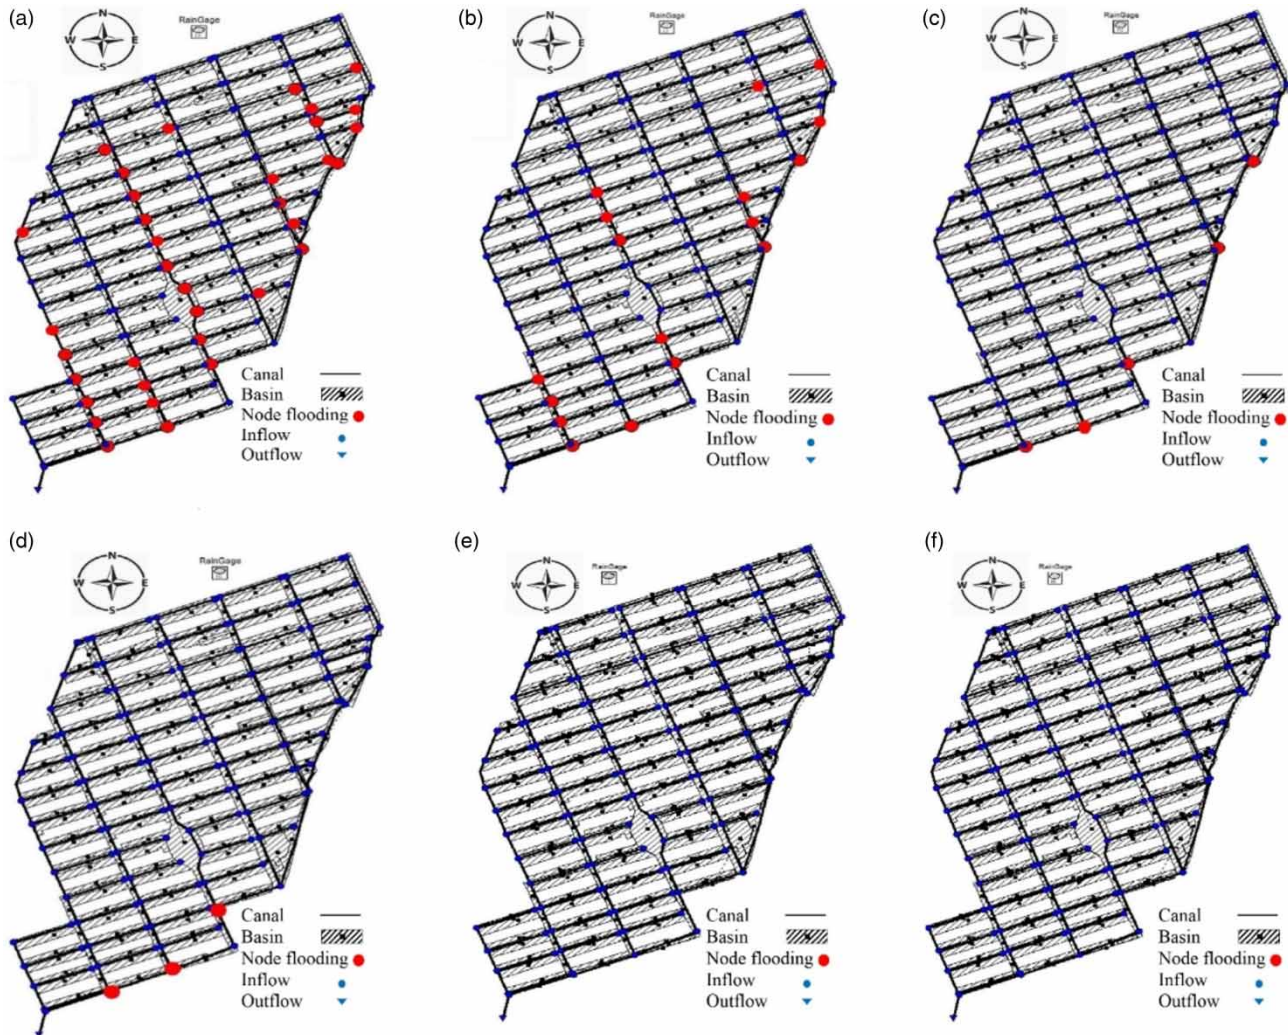 (a)
N
W E
S
RainGage
Canal
Basin
Node flooding
Inflow
Outflow
(b)
N
W E
S
RainGage
Canal
Basin
Node flooding
Inflow
Outflow
(c)
N
W E
S
RainGage
Canal
Basin
Node flooding
Inflow
Outflow
(d)
N
W E
S
RainGage
Canal
Basin
Node flooding
Inflow
Outflow
(e)
N
W E
S
RainGage
Canal
Basin
Node flooding
Inflow
Outflow
(f)
N
W E
S
RainGage
Canal
Basin
Node flooding
Inflow
Outflow